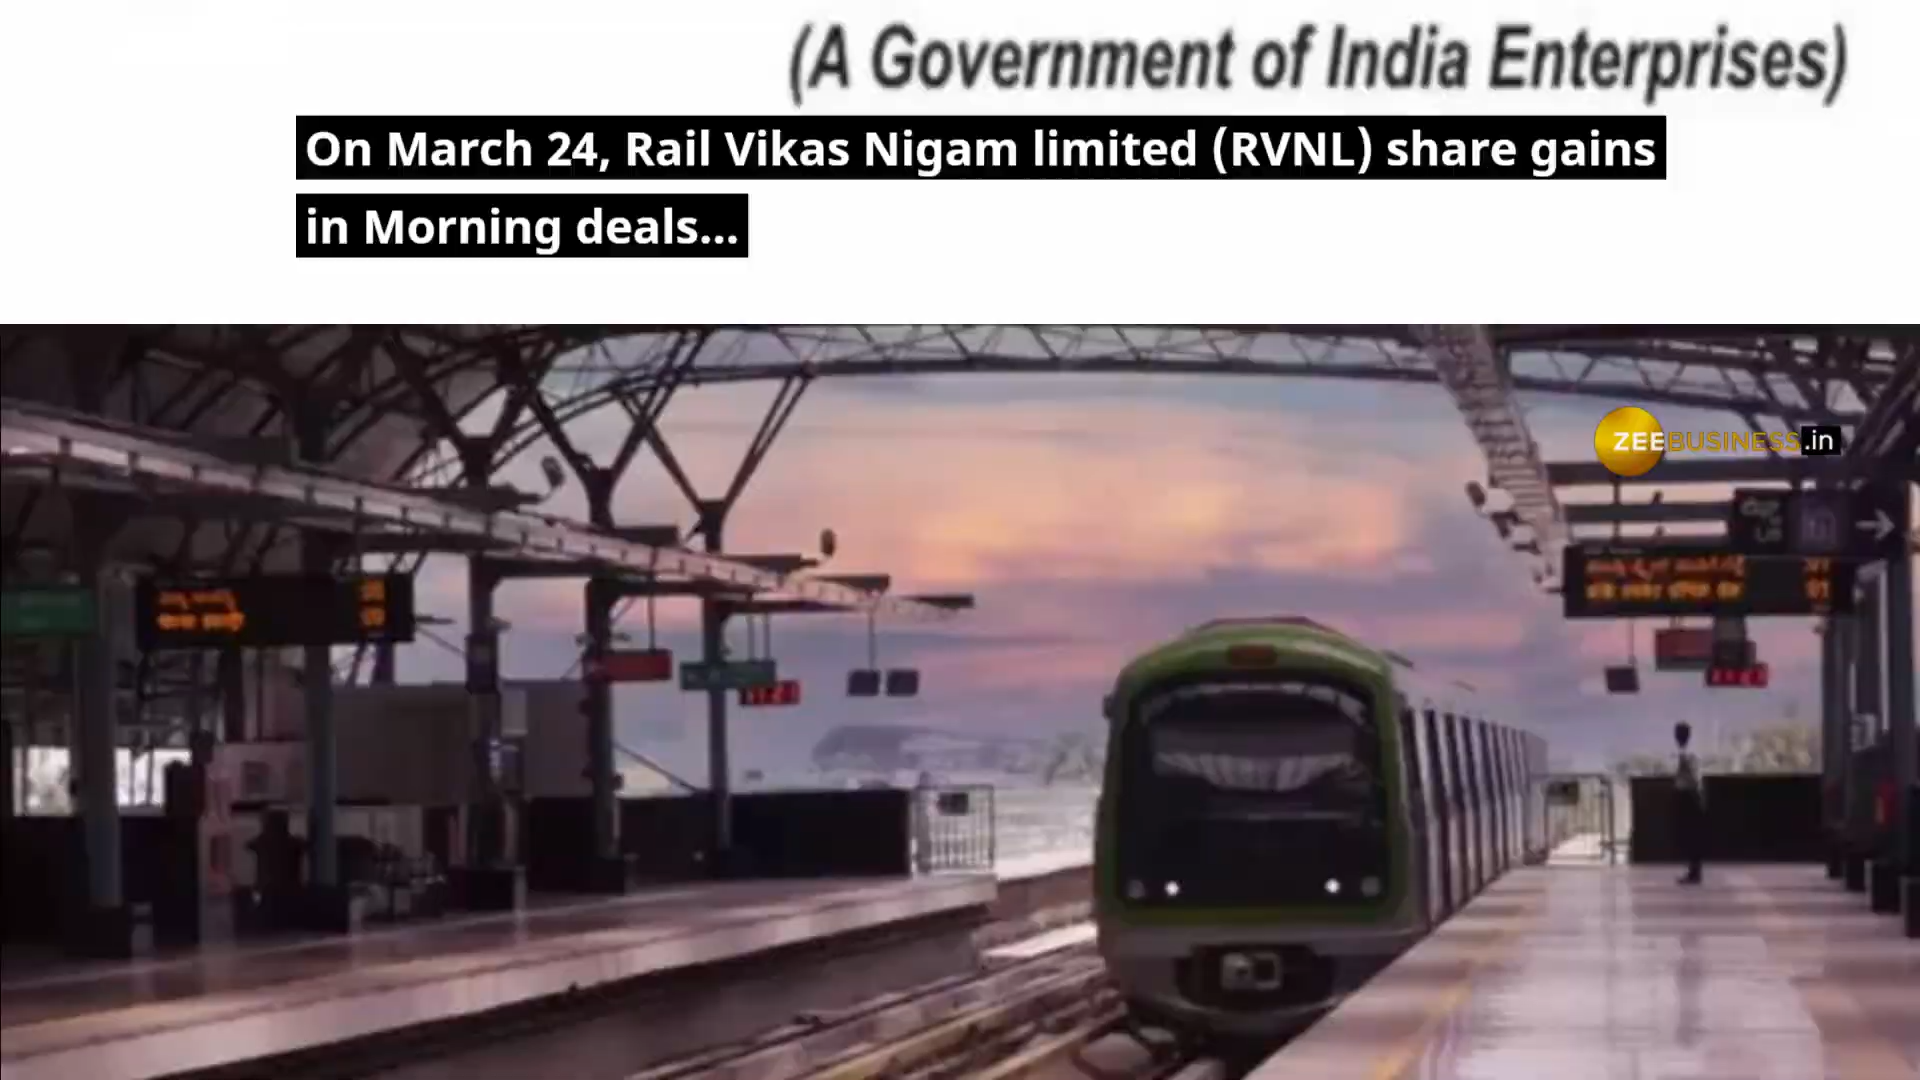 (A Government of India Enterprises)
On March 24, Rail Vikas Nigam limited (RVNL) share gains
in Morning deals...
ZEEBUSINESS.in